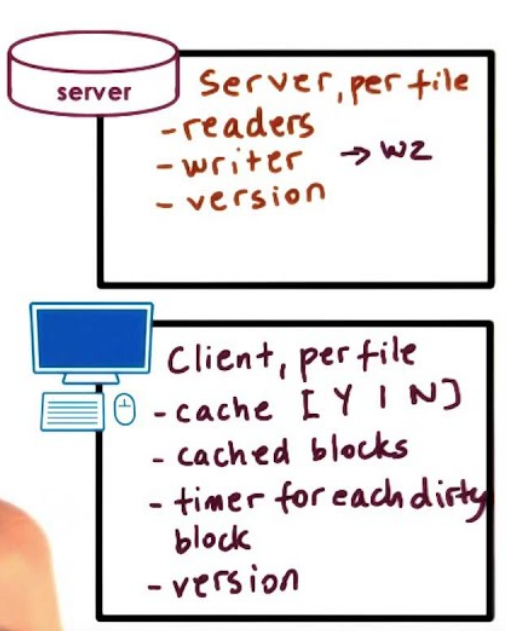 server
Server, per file
- readers
- writer → w2
- version
Client, per file
- cache [Y | N]
- cached blocks
- timer for each dirty
block
- version